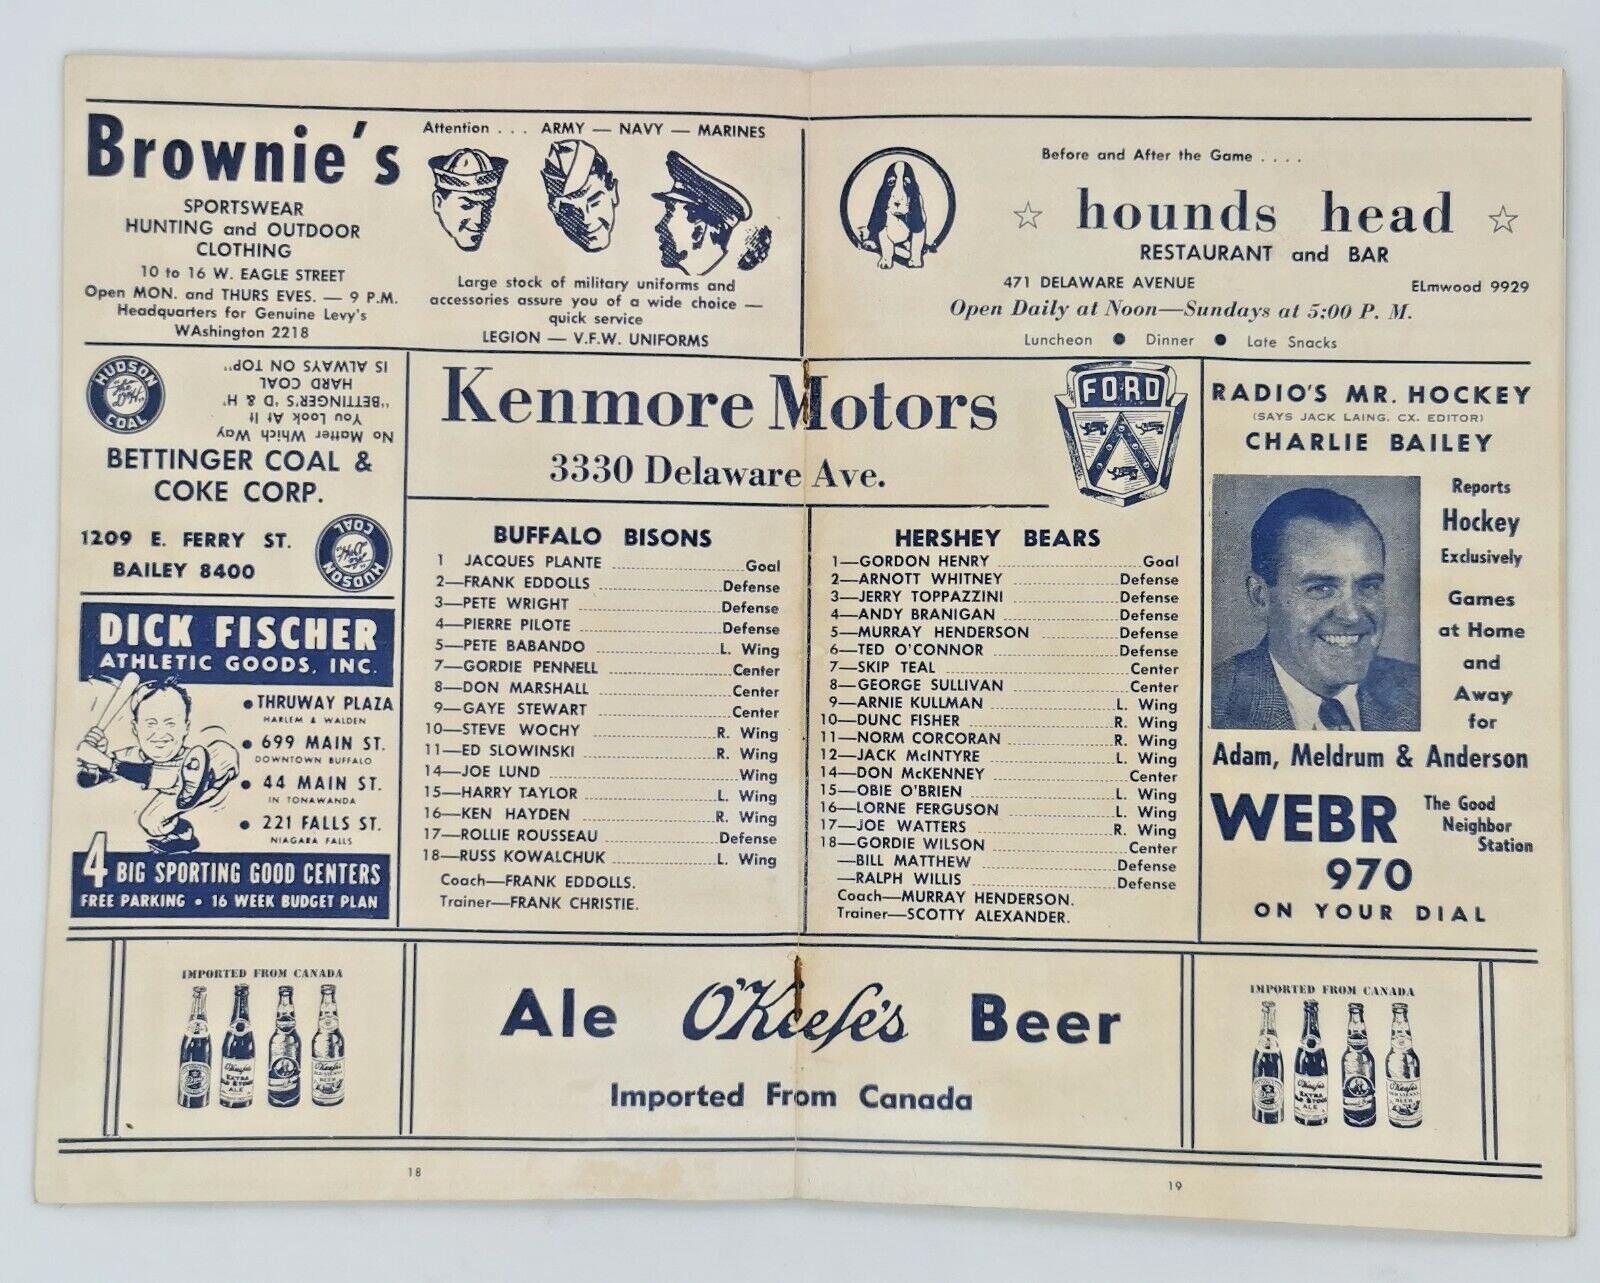 Brownie's
SPORTSWEAR
HUNTING and OUTDOOR
CLOTHING
10 to 16 W. EAGLE STREET
Open MON. and THURS EVES. — 9 P.M.
Headquarters for Genuine Levy's
WAshington 2218
Attention . . . ARMY — NAVY — MARINES
Large stock of military uniforms and
accessories assure you of a wide choice —
quick service
LEGION — V.F.W. UNIFORMS
Before and After the Game . . . .
☆ hounds head ☆
RESTAURANT and BAR
471 DELAWARE AVENUE ELmwood 9929
Open Daily at Noon—Sundays at 5:00 P. M.
Luncheon ● Dinner ● Late Snacks
HUDSON
"the D&H"
COAL
No Matter Which Way
You Look At It
"BETTINGER'S 'D & H'
HARD COAL
IS ALWAYS ON TOP"
BETTINGER COAL &
COKE CORP.
1209 E. FERRY ST.
BAILEY 8400
HUDSON
"the D&H"
COAL
DICK FISCHER
ATHLETIC GOODS, INC.
● THRUWAY PLAZA
HARLEM & WALDEN
● 699 MAIN ST.
DOWNTOWN BUFFALO
● 44 MAIN ST.
IN TONAWANDA
● 221 FALLS ST.
NIAGARA FALLS
4 BIG SPORTING GOOD CENTERS
FREE PARKING • 16 WEEK BUDGET PLAN
Kenmore Motors
3330 Delaware Ave.
FORD
BUFFALO BISONS
1 JACQUES PLANTE Goal
2—FRANK EDDOLLS Defense
3—PETE WRIGHT Defense
4—PIERRE PILOTE Defense
5—PETE BABANDO L. Wing
7—GORDIE PENNELL Center
8—DON MARSHALL Center
9—GAYE STEWART Center
10—STEVE WOCHY R. Wing
11—ED SLOWINSKI R. Wing
14—JOE LUND Wing
15—HARRY TAYLOR L. Wing
16—KEN HAYDEN R. Wing
17—ROLLIE ROUSSEAU Defense
18—RUSS KOWALCHUK L. Wing
Coach—FRANK EDDOLLS.
Trainer—FRANK CHRISTIE.
HERSHEY BEARS
1—GORDON HENRY Goal
2—ARNOTT WHITNEY Defense
3—JERRY TOPPAZZINI Defense
4—ANDY BRANIGAN Defense
5—MURRAY HENDERSON Defense
6—TED O'CONNOR Defense
7—SKIP TEAL Center
8—GEORGE SULLIVAN Center
9—ARNIE KULLMAN L. Wing
10—DUNC FISHER R. Wing
11—NORM CORCORAN R. Wing
12—JACK McINTYRE L. Wing
14—DON McKENNEY Center
15—OBIE O'BRIEN L. Wing
16—LORNE FERGUSON L. Wing
17—JOE WATTERS R. Wing
18—GORDIE WILSON Center
—BILL MATTHEW Defense
—RALPH WILLIS Defense
Coach—MURRAY HENDERSON.
Trainer—SCOTTY ALEXANDER.
RADIO'S MR. HOCKEY
(SAYS JACK LAING, CX. EDITOR)
CHARLIE BAILEY
Reports
Hockey
Exclusively
Games
at Home
and
Away
for
Adam, Meldrum & Anderson
WEBR
The Good
Neighbor
Station
970
ON YOUR DIAL
IMPORTED FROM CANADA
Ale O'Keefe's Beer
Imported From Canada
IMPORTED FROM CANADA
18
19